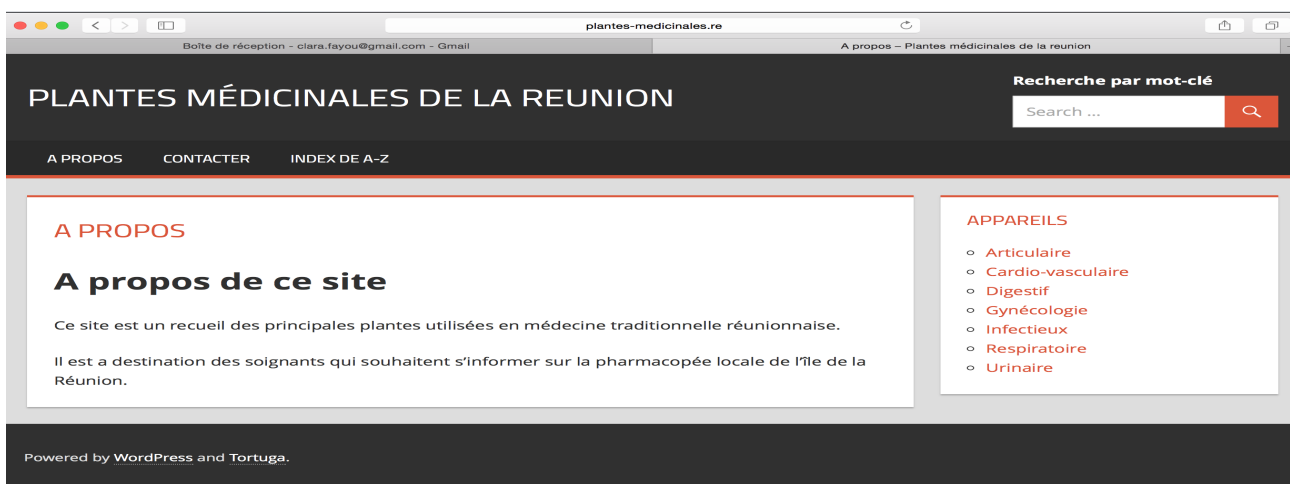 plantes-medicinales.re
Boîte de réception - clara.fayou@gmail.com - Gmail
A propos – Plantes médicinales de la reunion
PLANTES MÉDICINALES DE LA REUNION
Recherche par mot-clé
Search ...
A PROPOS
CONTACTER
INDEX DE A-Z
A PROPOS
A propos de ce site
Ce site est un recueil des principales plantes utilisées en médecine traditionnelle réunionnaise.
Il est a destination des soignants qui souhaitent s'informer sur la pharmacopée locale de l'île de la
Réunion.
APPAREILS
Articulaire
Cardio-vasculaire
Digestif
Gynécologie
Infectieux
Respiratoire
Urinaire
Powered by WordPress and Tortuga.